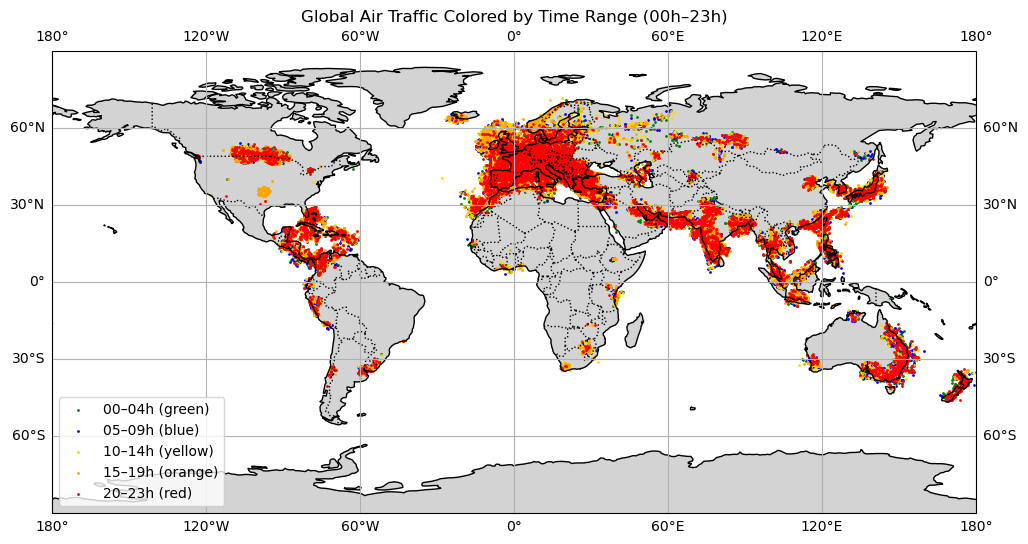 Global Air Traffic Colored by Time Range (00h–23h)
180° 120°W 60°W 0° 60°E 120°E 180°
60°N 60°N
30°N 30°N
0° 0°
30°S 30°S
60°S 60°S
00–04h (green)
05–09h (blue)
10–14h (yellow)
15–19h (orange)
20–23h (red)
180° 120°W 60°W 0° 60°E 120°E 180°